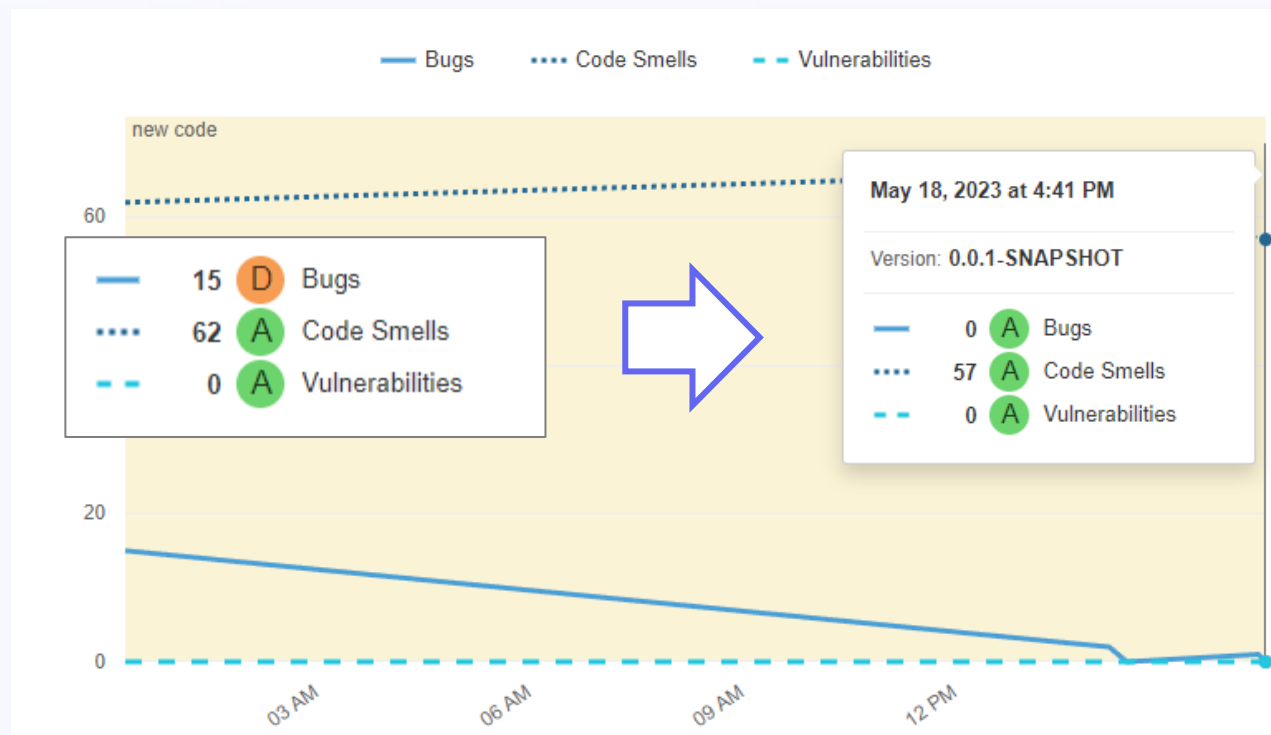 Bugs Code Smells Vulnerabilities
new code
60
15 D Bugs
62 A Code Smells
0 A Vulnerabilities
May 18, 2023 at 4:41 PM
Version: 0.0.1-SNAPSHOT
0 A Bugs
57 A Code Smells
0 A Vulnerabilities
20
0
03 AM 06 AM 09 AM 12 PM